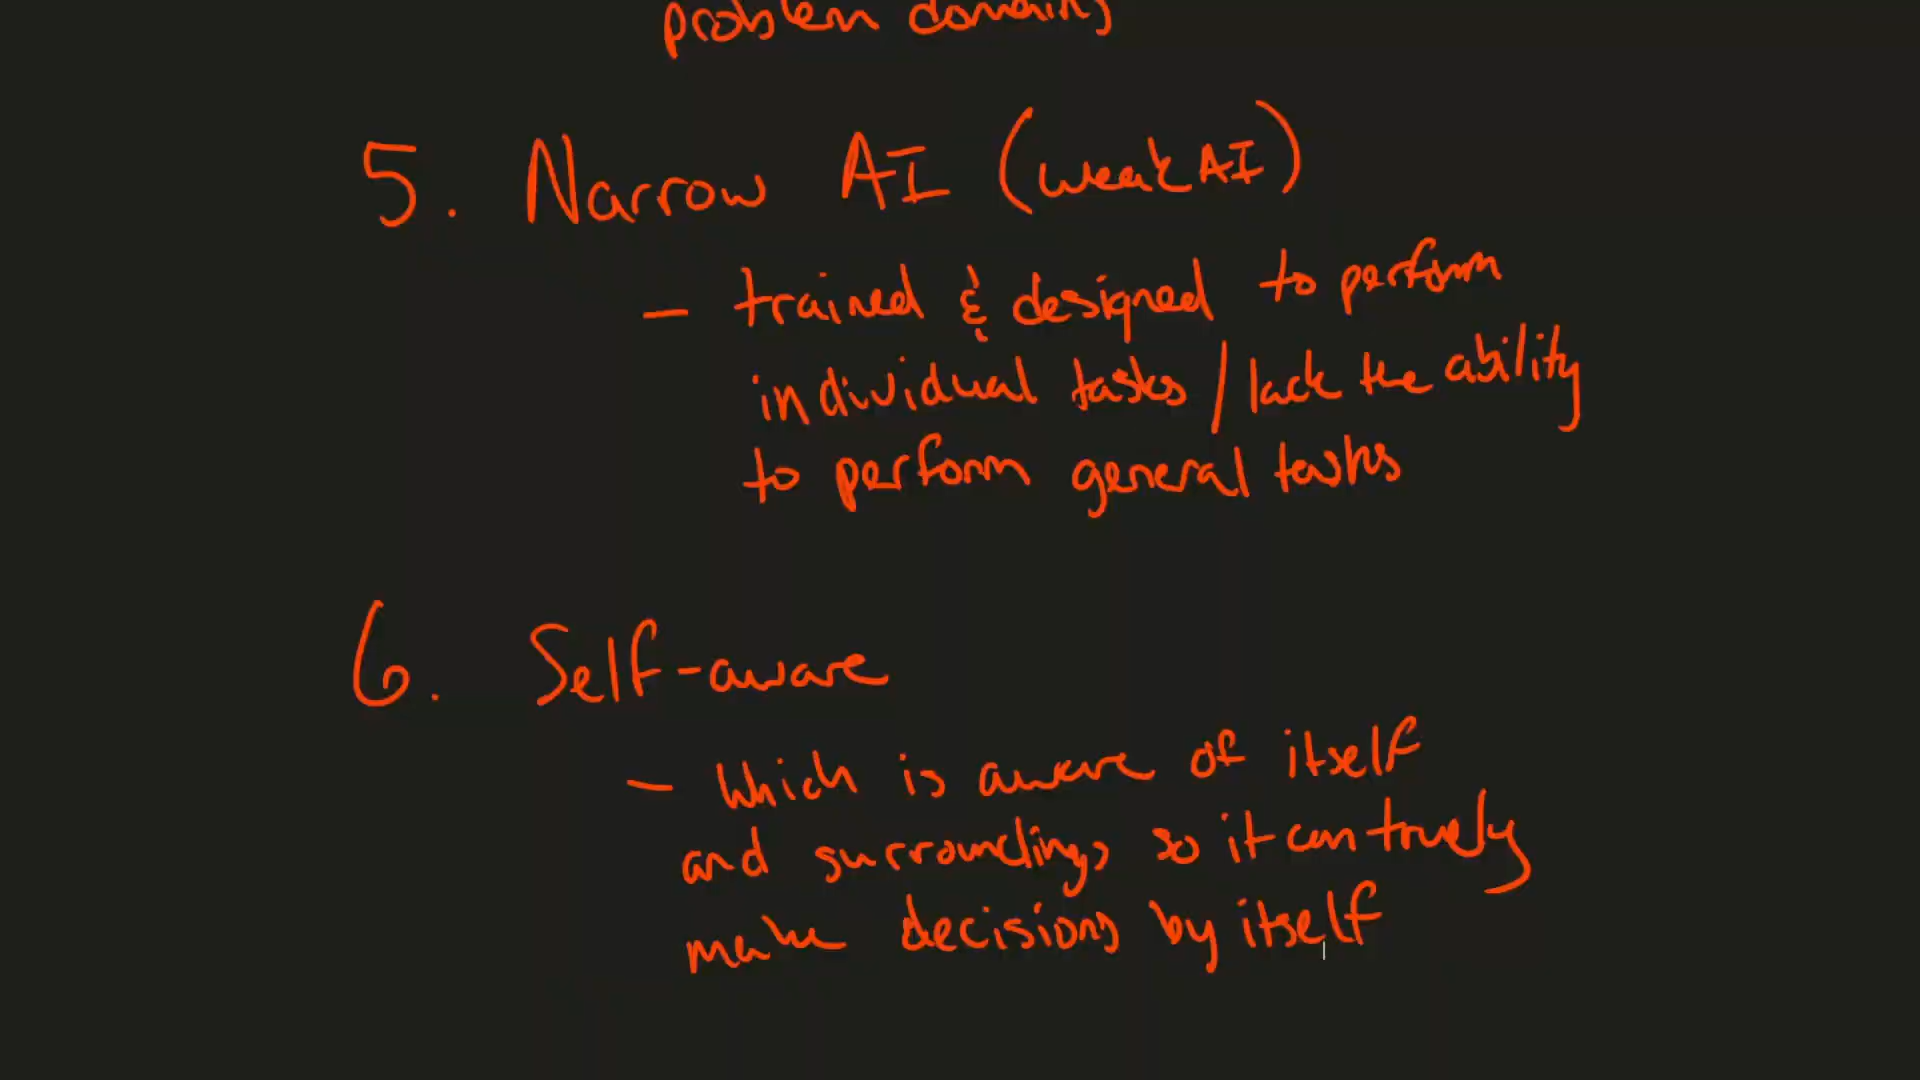 problem domains
5. Narrow AI (weak AI)
- trained & designed to perform
individual tasks / lack the ability
to perform general tasks
6. Self-aware
- Which is aware of itself
and surroundings so it can truely
make decisions by itself